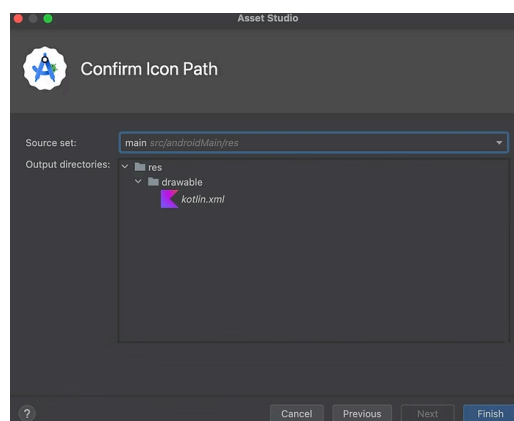 Asset Studio
Confirm Icon Path
Source set:
main src/androidMain/res
Output directories:
res
drawable
kotlin.xml
?
Cancel
Previous
Next
Finish